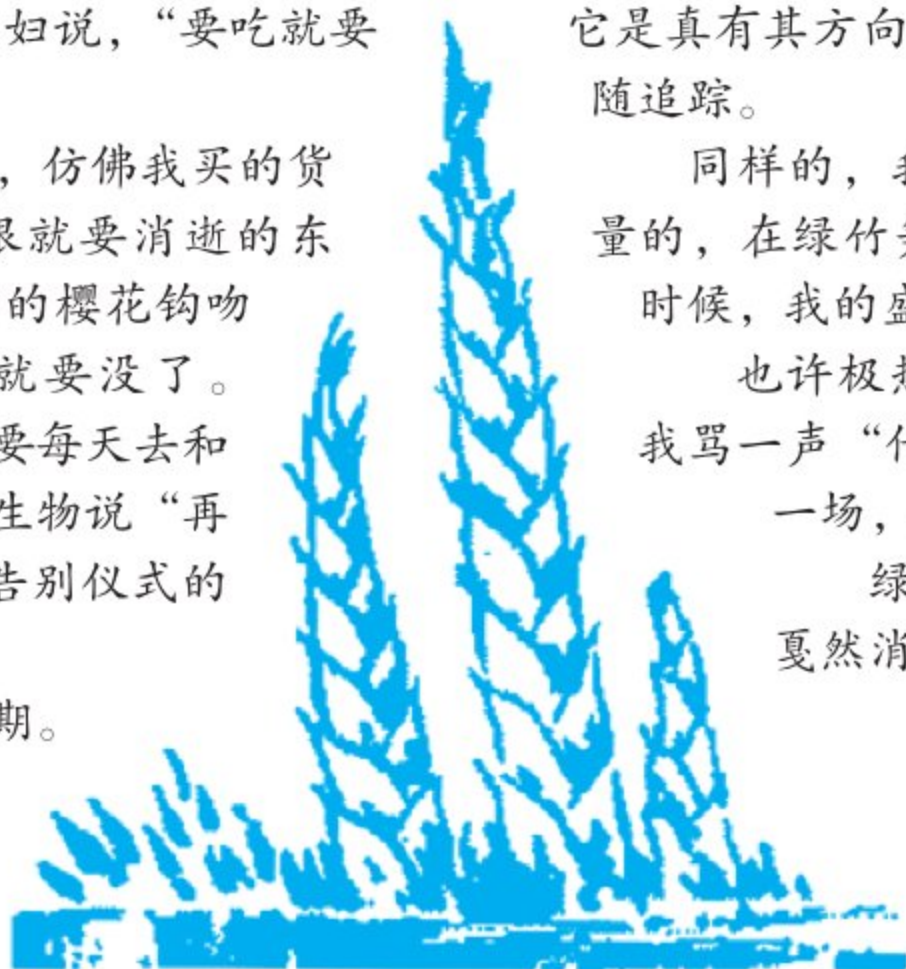 妇说，“要吃就要
，仿佛我买的货
就要消逝的东
的樱花钩吻
就要没了。
要每天去和
生物说“再
告别仪式的
期。
它是真有其方向
随追踪。
同样的，
量的，在绿竹
时候，我的盛
也许极热
我骂一声“什
一场，
绿
戛然消